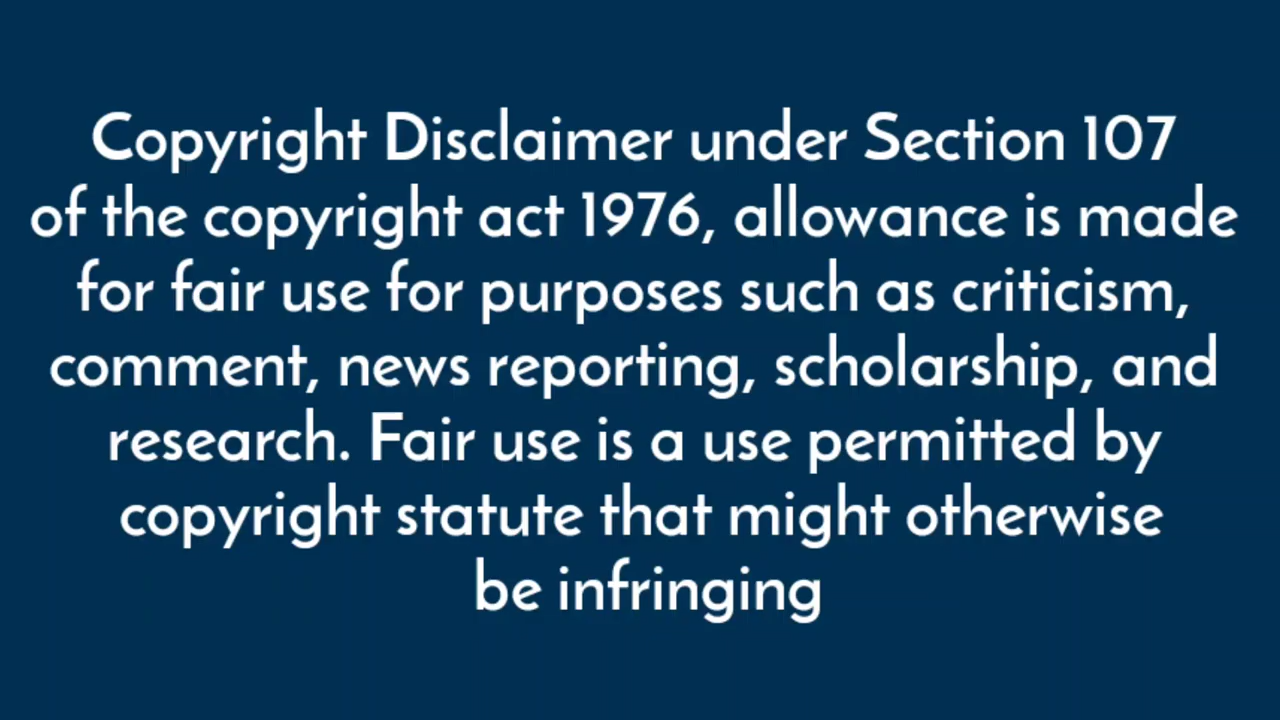 Copyright Disclaimer under Section 107
of the copyright act 1976, allowance is made
for fair use for purposes such as criticism,
comment, news reporting, scholarship, and
research. Fair use is a use permitted by
copyright statute that might otherwise
be infringing